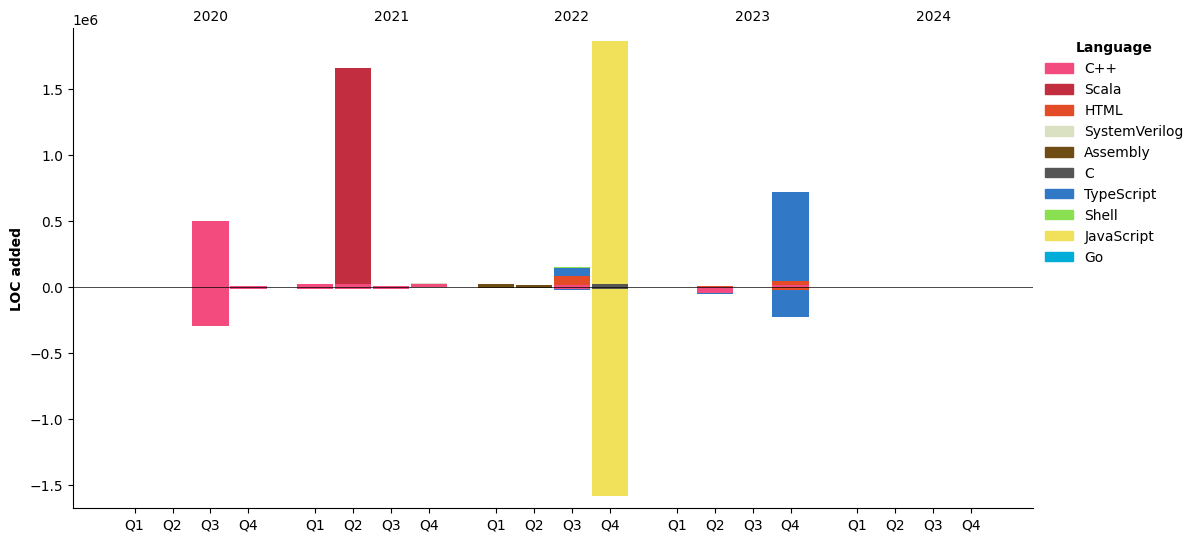 1e6
2020 2021 2022 2023 2024
Language
C++
Scala
HTML
SystemVerilog
Assembly
C
TypeScript
Shell
JavaScript
Go
LOC added
1.5
1.0
0.5
0.0
−0.5
−1.0
−1.5
Q1 Q2 Q3 Q4 Q1 Q2 Q3 Q4 Q1 Q2 Q3 Q4 Q1 Q2 Q3 Q4 Q1 Q2 Q3 Q4